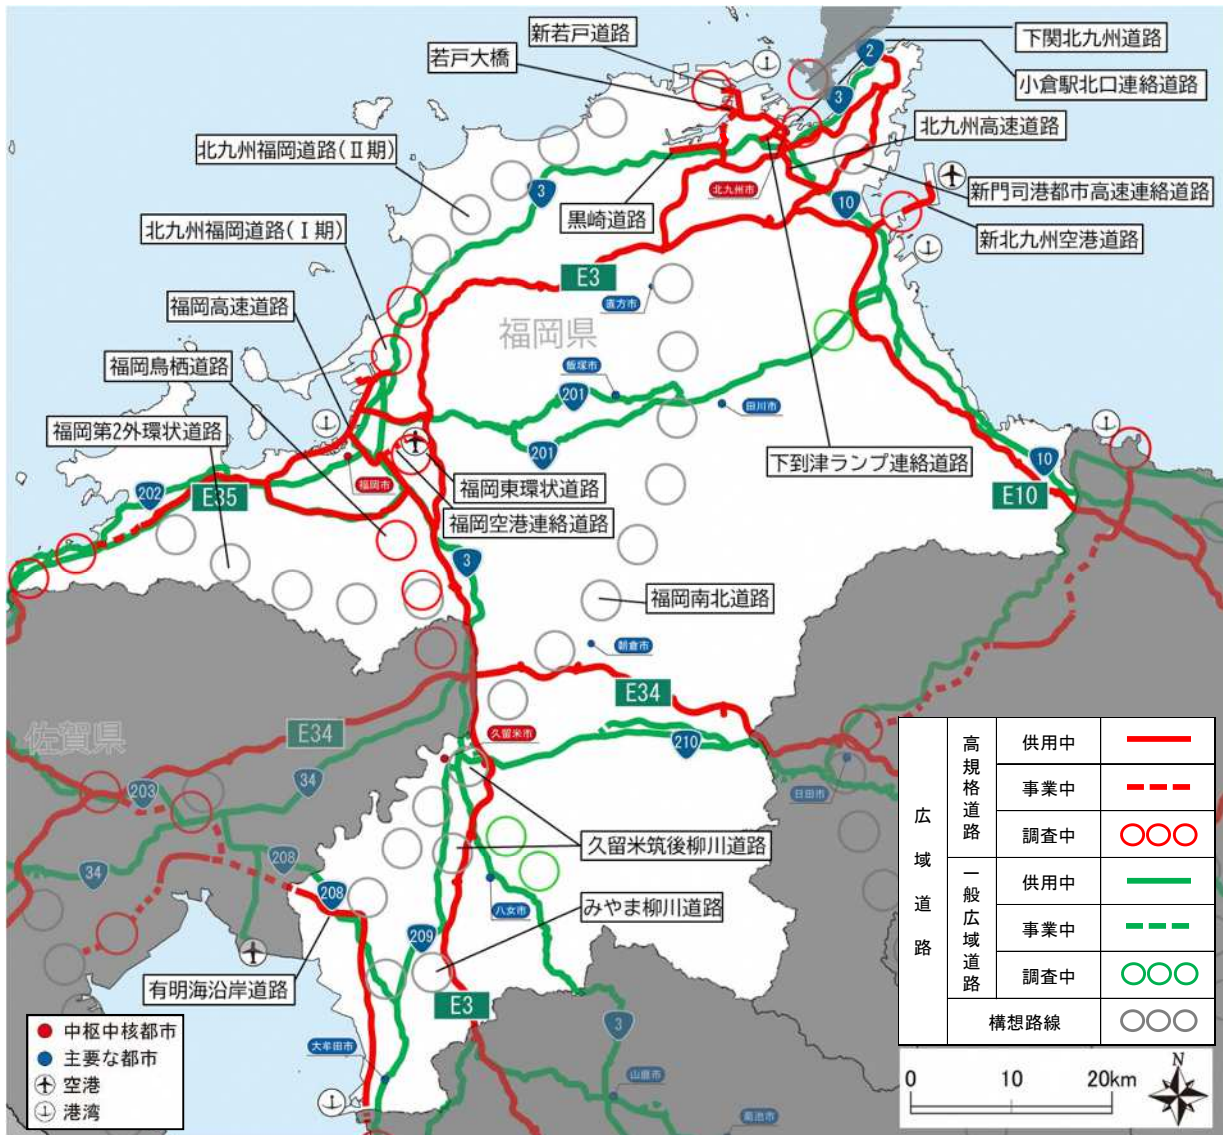 新若戸道路
下関北九州道路
若戸大橋
2
小倉駅北口連絡道路
3
北九州高速道路
北九州福岡道路(Ⅱ期)
3
北九州市
新門司港都市高速連絡道路
10
黒崎道路
新北九州空港道路
北九州福岡道路(Ⅰ期)
E3
直方市
福岡高速道路
福岡県
福岡鳥栖道路
飯塚市
201
田川市
福岡第2外環状道路
201
下到津ランプ連絡道路
10
福岡市
202
E35
福岡東環状道路
E10
福岡空港連絡道路
3
福岡南北道路
朝倉市
E34
佐賀県
E34
久留米市
210
34
203
日田市
久留米筑後柳川道路
208
34
208
八女市
みやま柳川道路
209
有明海沿岸道路
E3
3
大牟田市
山鹿市
菊池市
中枢中核都市
主要な都市
空港
港湾
広域道路
高規格道路
供用中
事業中
調査中
一般広域道路
供用中
事業中
調査中
構想路線
N
0 10 20km